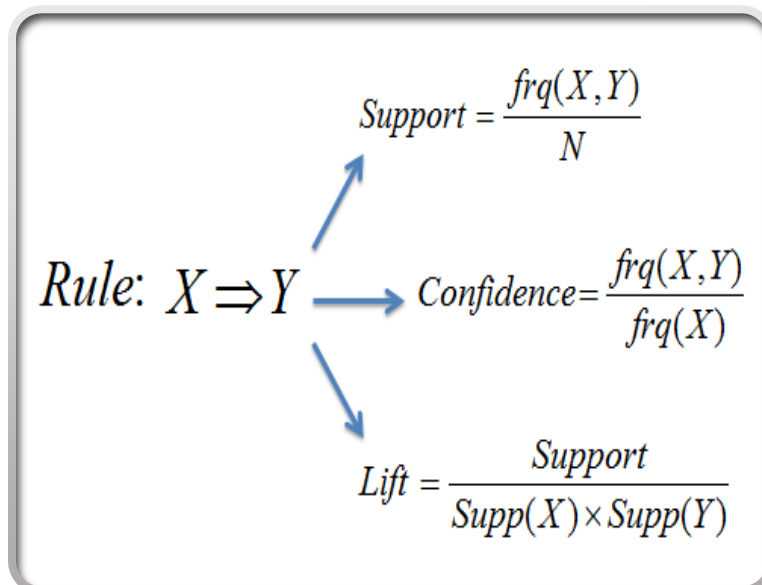 Support = frq(X,Y) / N
Rule: X ⇒ Y
Confidence = frq(X,Y) / frq(X)
Lift = Support / Supp(X) × Supp(Y)